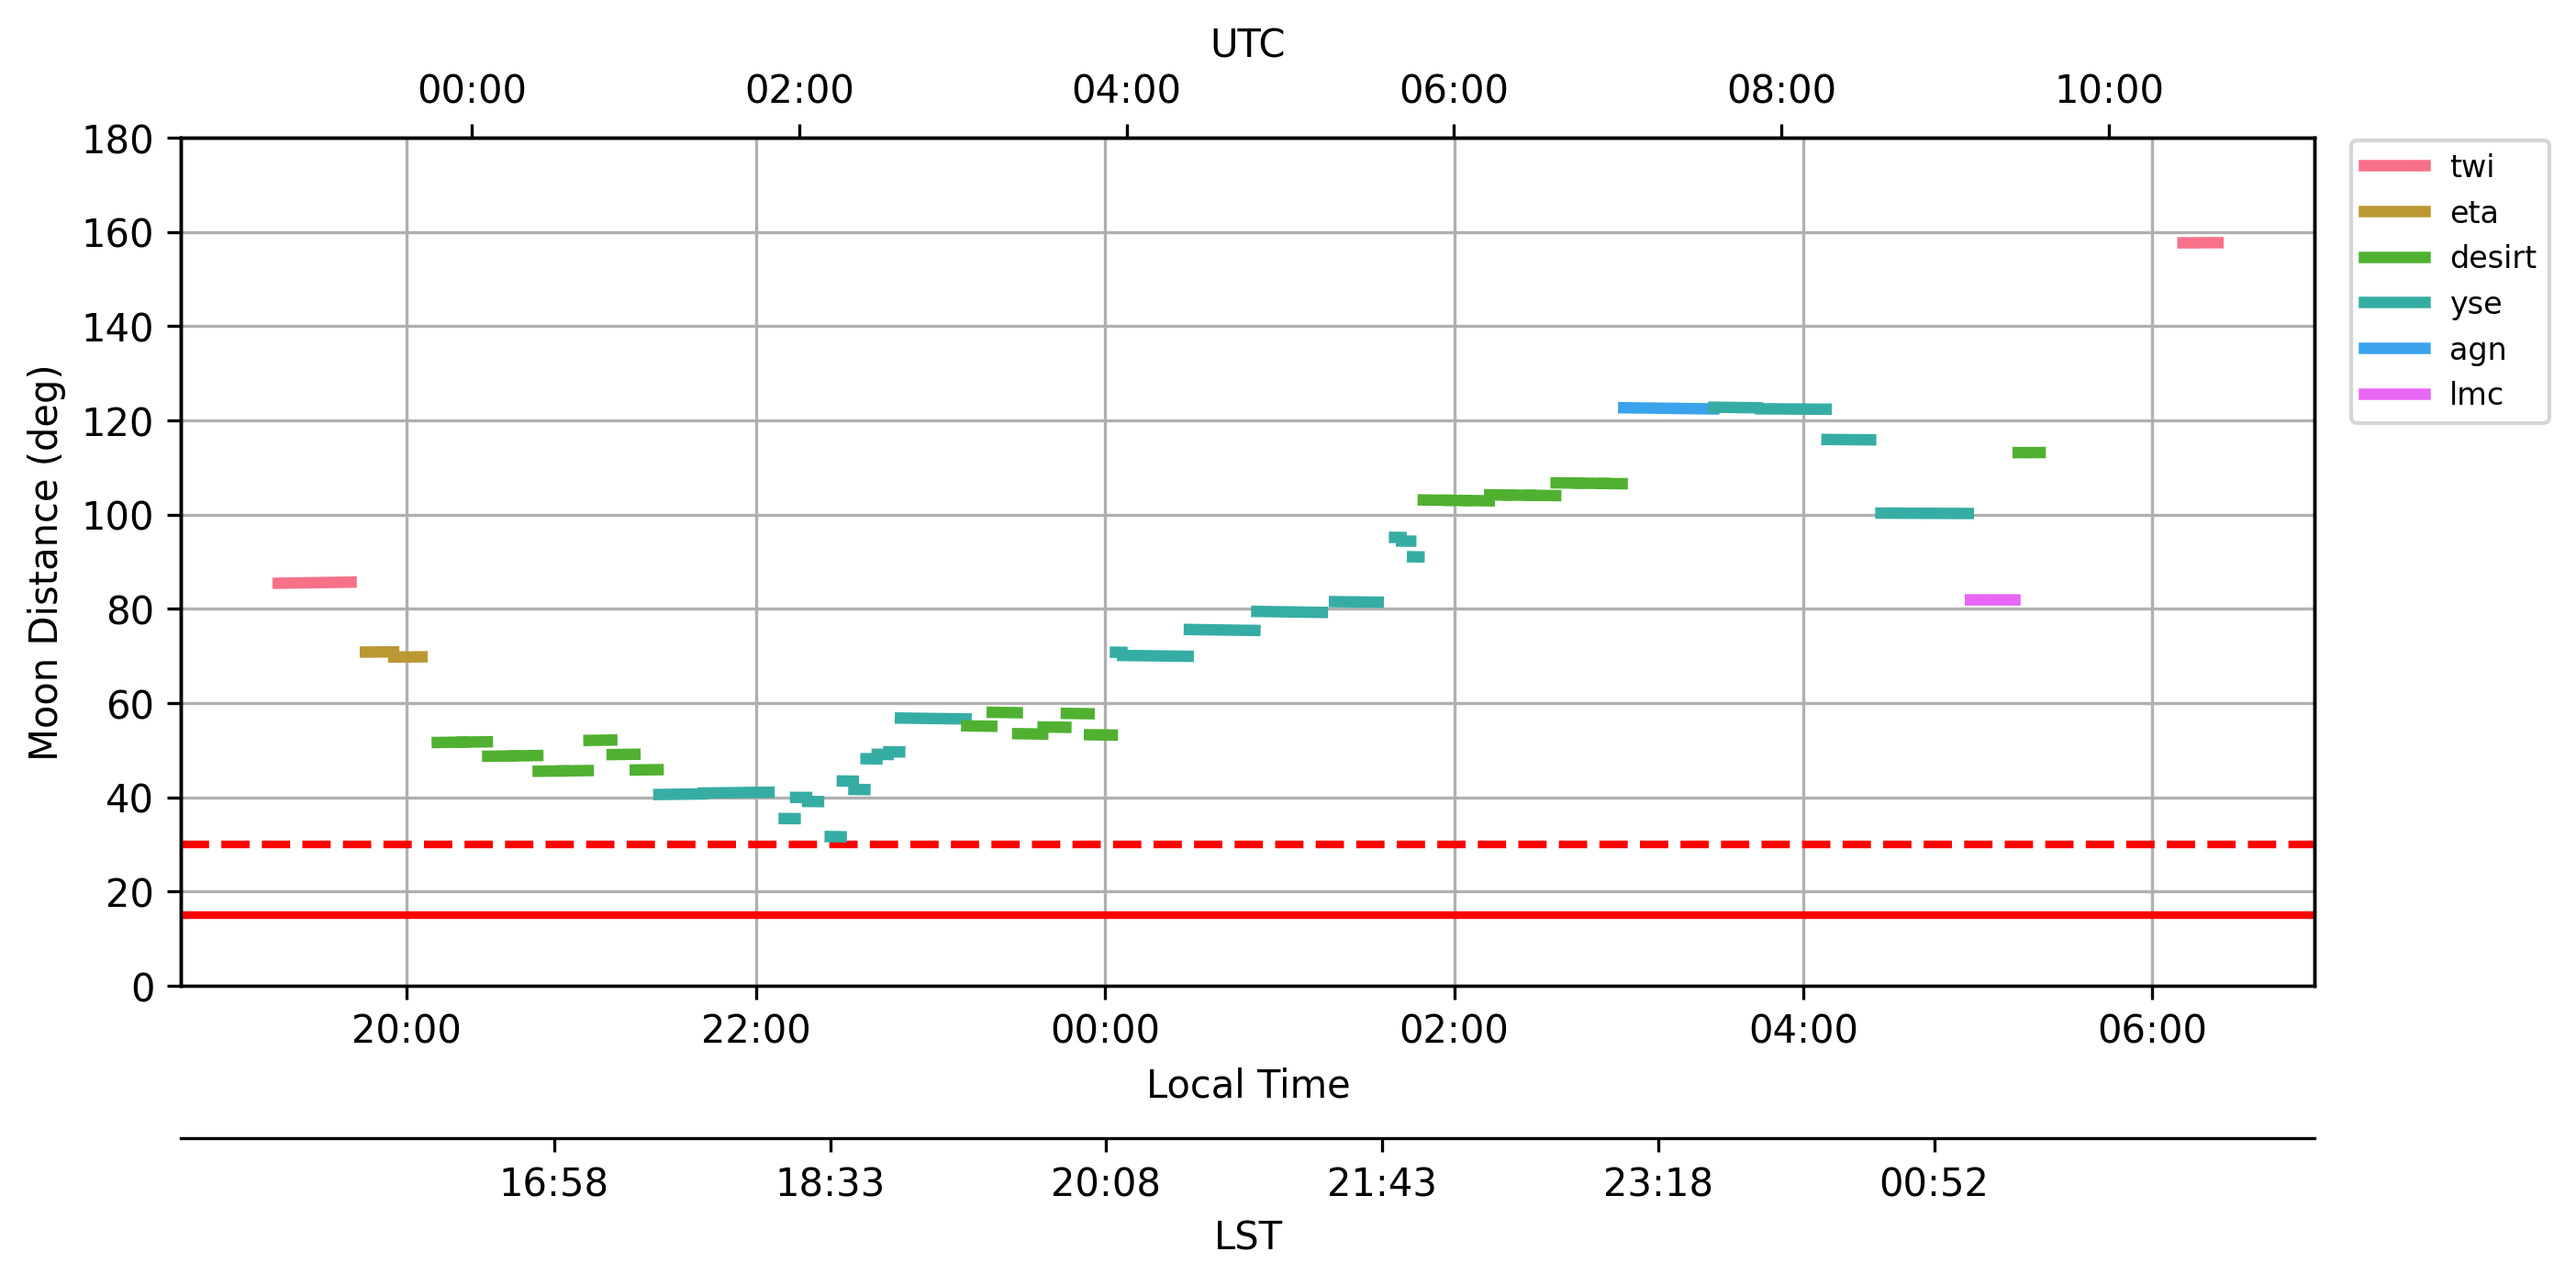 UTC
00:00 02:00 04:00 06:00 08:00 10:00
180
160
140
120
100
80
60
40
20
0
Moon Distance (deg)
20:00 22:00 00:00 02:00 04:00 06:00
Local Time
16:58 18:33 20:08 21:43 23:18 00:52
LST
twi
eta
desirt
yse
agn
lmc